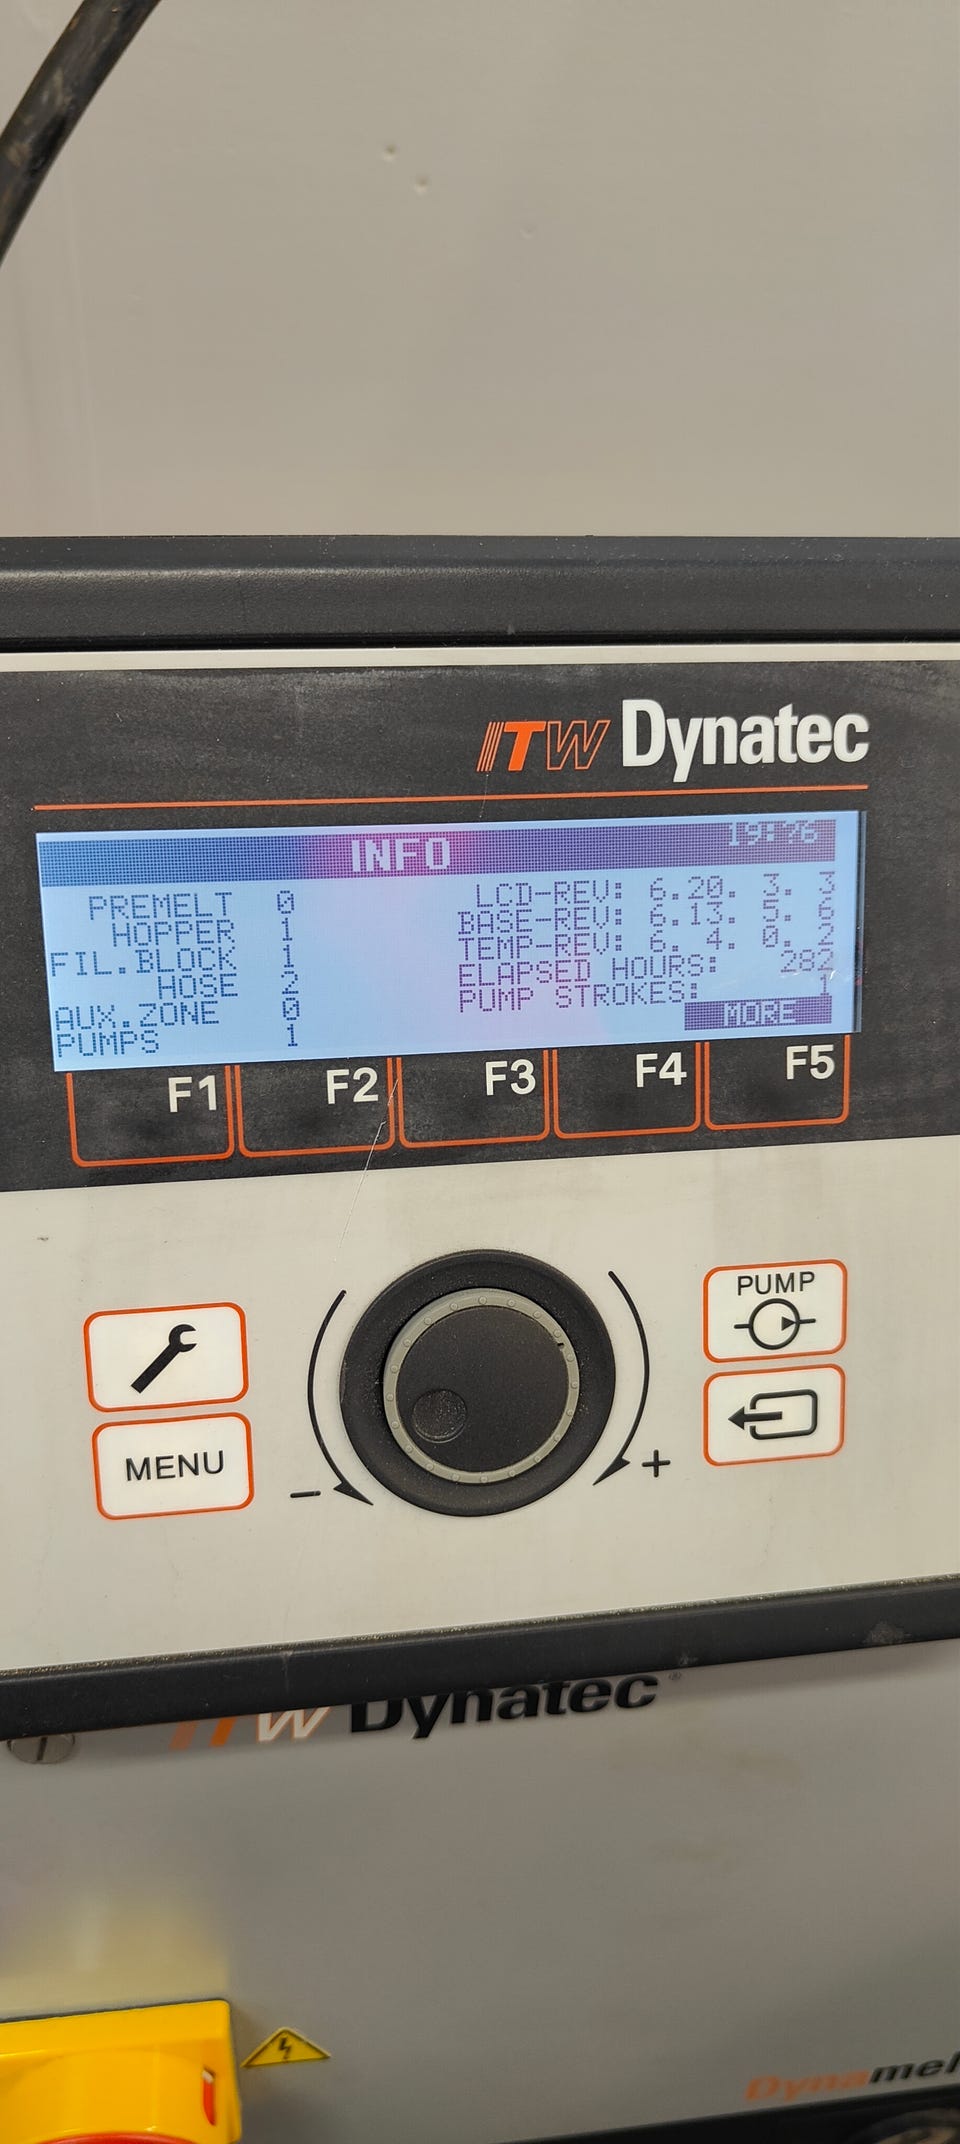 ITW Dynatec
INFO
PREMELT 0
HOPPER 1
FIL.BLOCK 1
HOSE 2
AUX.ZONE 0
PUMPS 1
LCD-REV: 6.20. 3. 3
BASE-REV: 6.13. 5. 6
TEMP-REV: 6. 4. 0. 2
ELAPSED HOURS: 282
PUMP STROKES: 1
MORE
F1 F2 F3 F4 F5
PUMP
MENU
- +
ITW Dynatec®